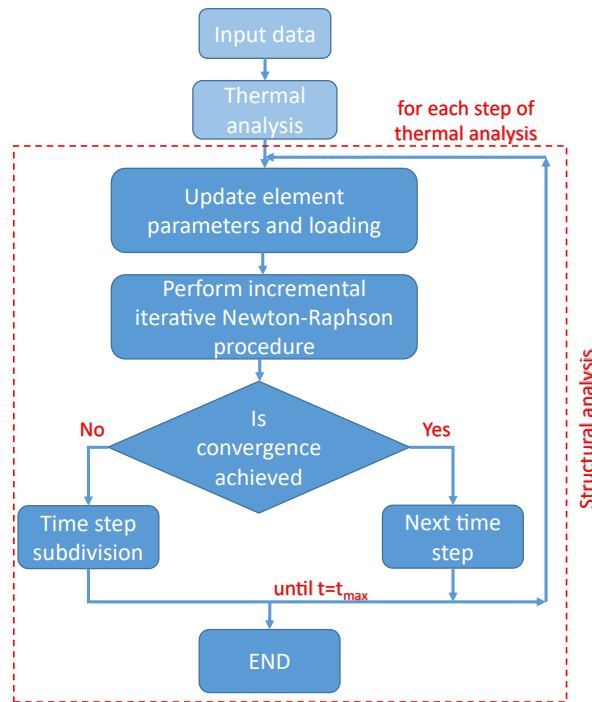 Input data
Thermal
analysis
for each step of
thermal analysis
Update element
parameters and loading
Perform incremental
iterative Newton-Raphson
procedure
Is
convergence
achieved
No
Yes
Time step
subdivision
Next time
step
until t=tmax
END
Structural analysis